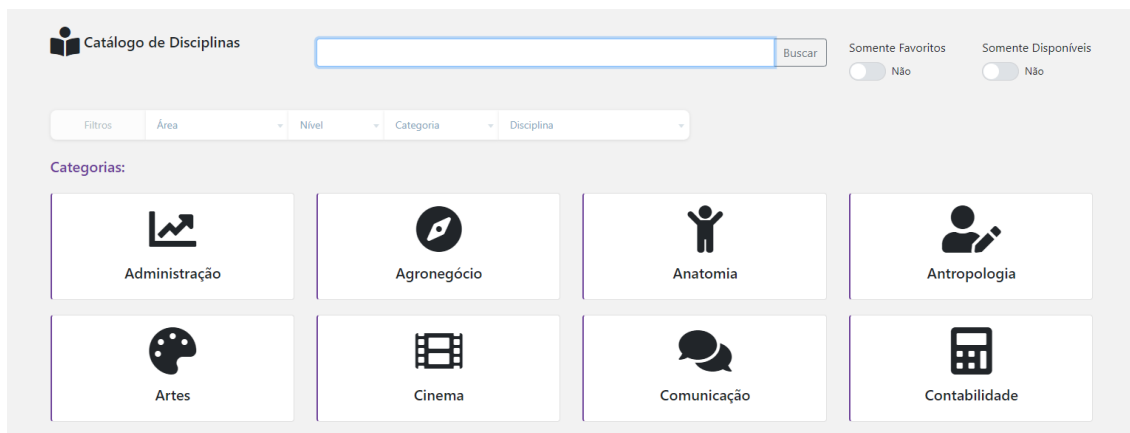 Catálogo de Disciplinas
Buscar
Somente Favoritos
Não
Somente Disponíveis
Não
Filtros
Área
Nível
Categoria
Disciplina
Categorias:
Administração
Agronegócio
Anatomia
Antropologia
Artes
Cinema
Comunicação
Contabilidade